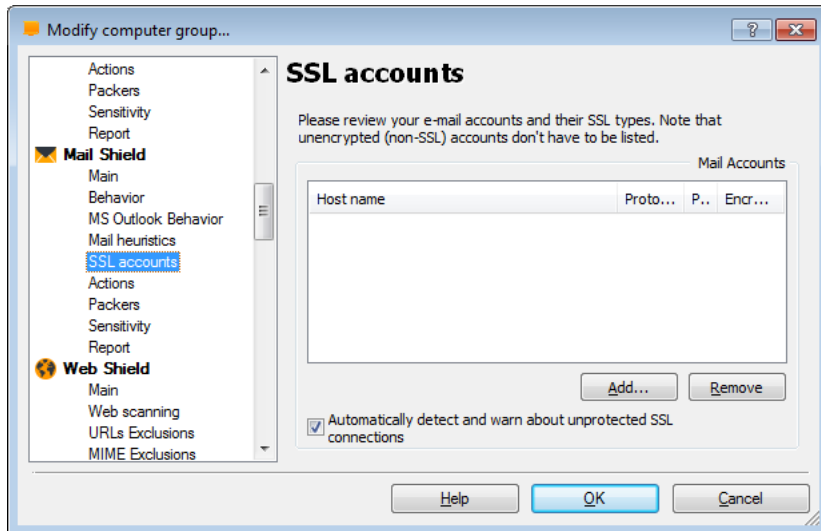 Modify computer group...
Actions
Packers
Sensitivity
Report
Mail Shield
Main
Behavior
MS Outlook Behavior
Mail heuristics
SSL accounts
Actions
Packers
Sensitivity
Report
Web Shield
Main
Web scanning
URLs Exclusions
MIME Exclusions
SSL accounts
Please review your e-mail accounts and their SSL types. Note that
unencrypted (non-SSL) accounts don't have to be listed.
Mail Accounts
Host name Proto... P.. Encr...
Add... Remove
Automatically detect and warn about unprotected SSL
connections
Help OK Cancel